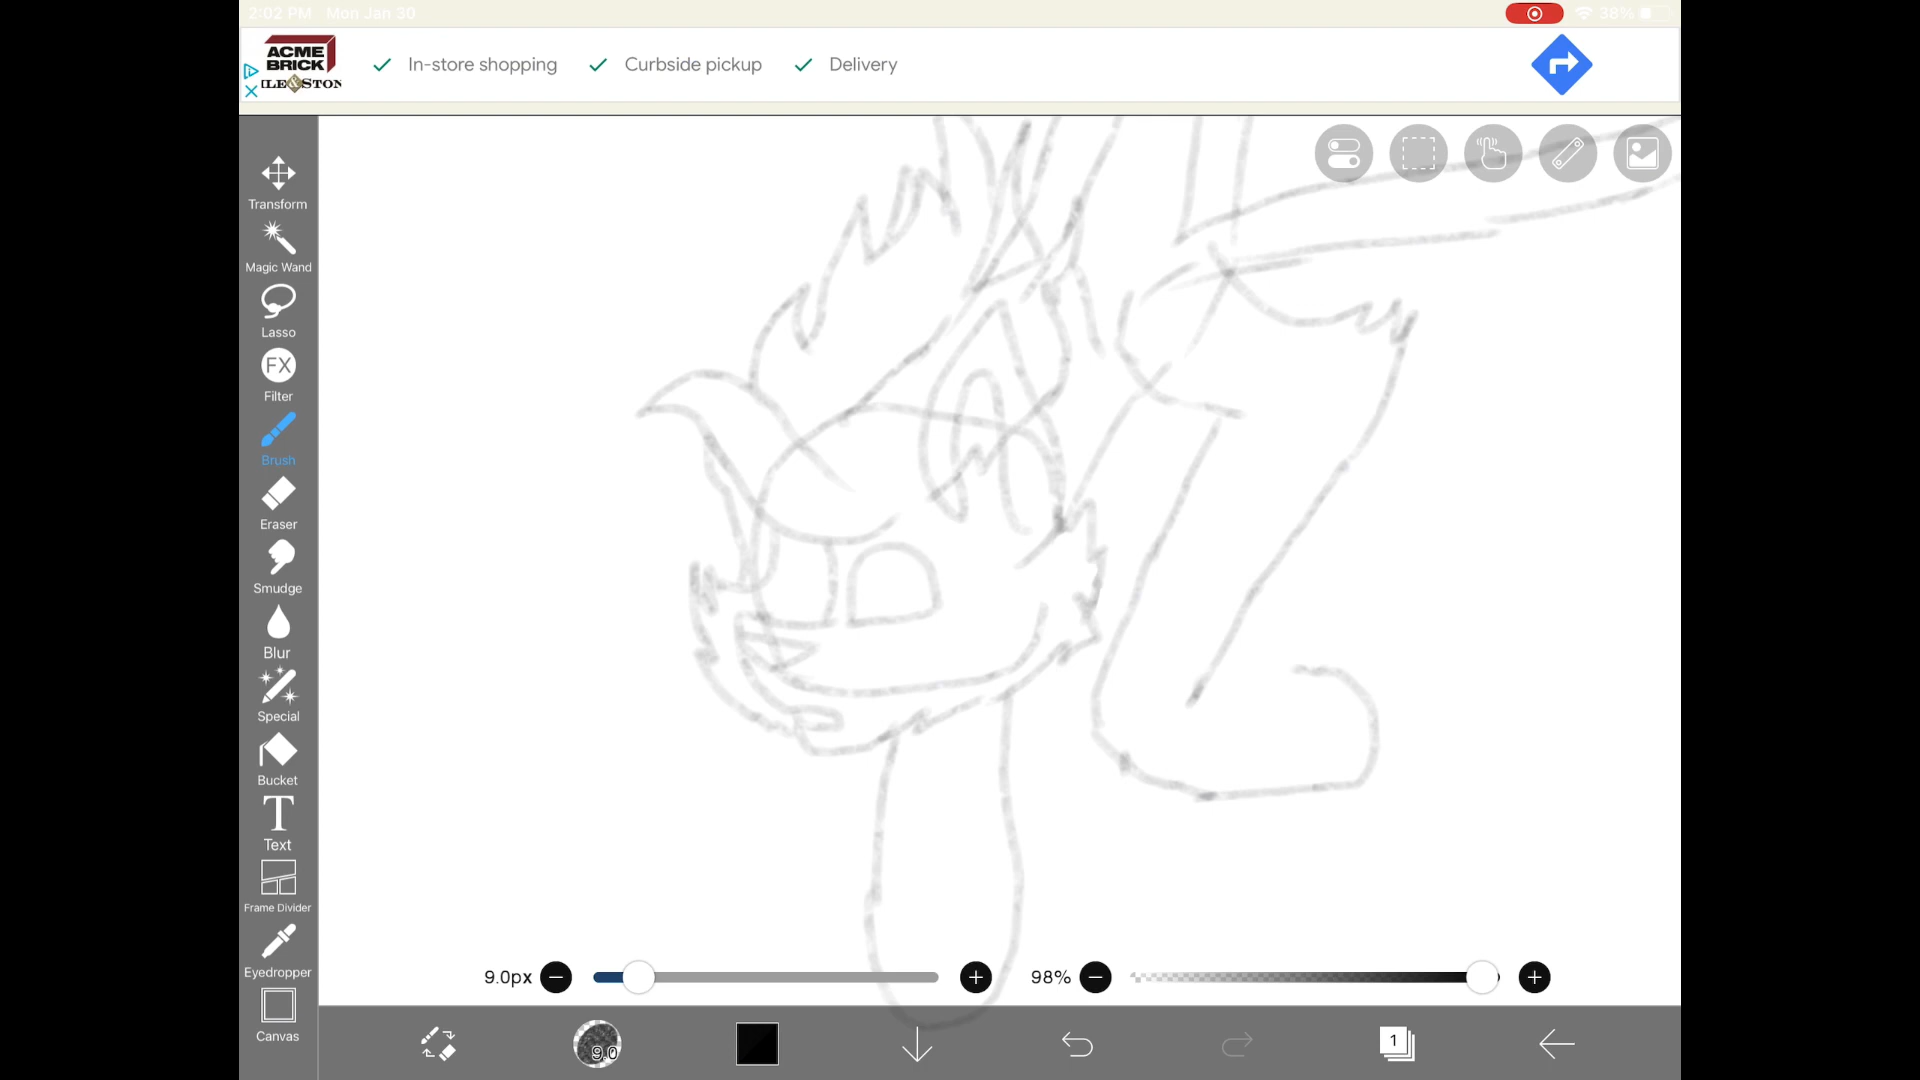 2:02 PM Mon Jan 30
38%
ACME
BRICK
ILE & STON
In-store shopping
Curbside pickup
Delivery
Transform
Magic Wand
Lasso
FX
Filter
Brush
Eraser
Smudge
Blur
Special
Bucket
T
Text
Frame Divider
Eyedropper
Canvas
9.0px
98%
9.0
1